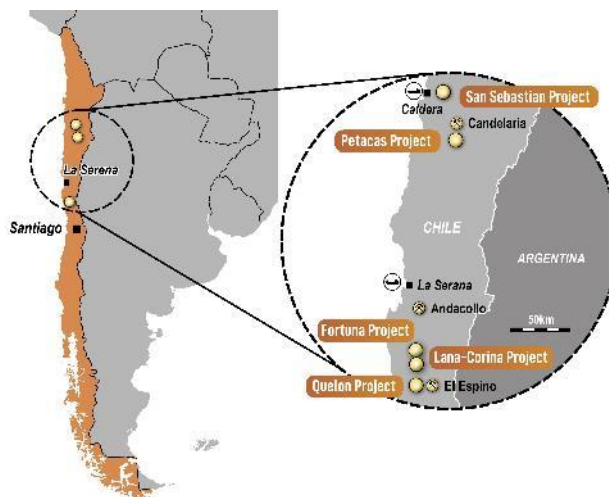 La Serena
Santiago
San Sebastian Project
Caldera
Candelaria
Petacas Project
CHILE
ARGENTINA
La Serana
Andacollo
50km
Fortuna Project
Lana-Corina Project
Quelon Project
El Espino